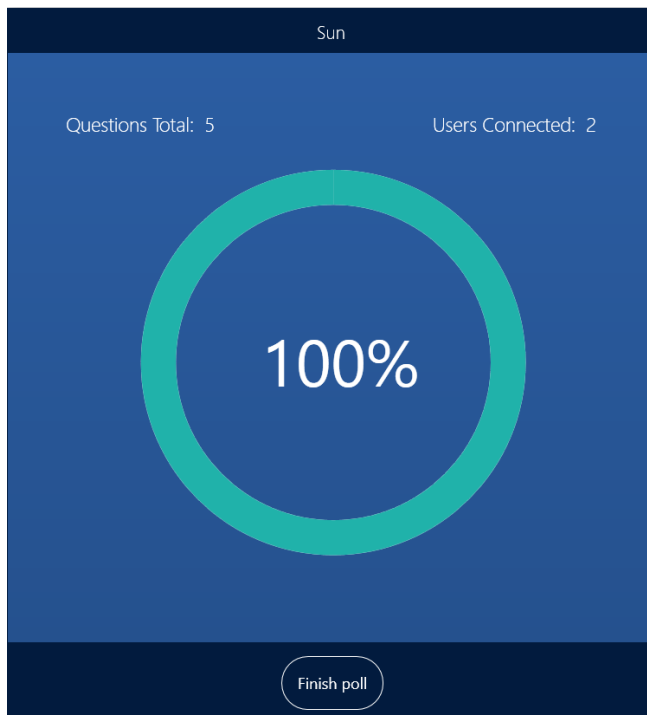 Sun
Questions Total: 5
Users Connected: 2
100%
Finish poll